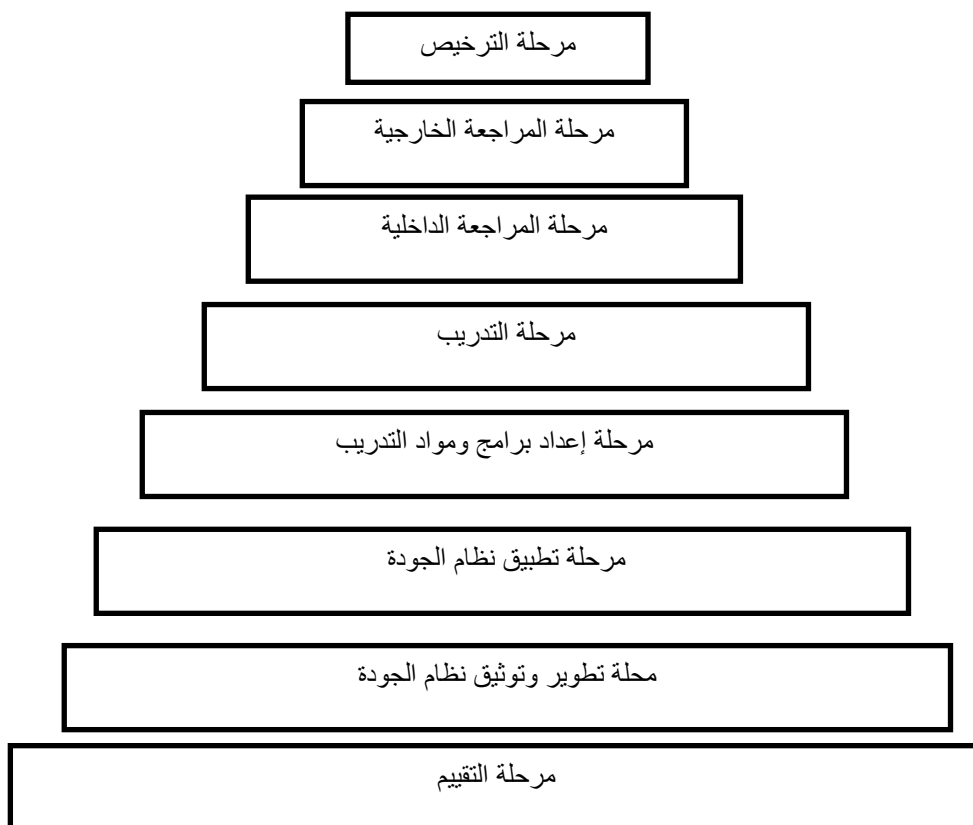 مرحلة الترخيص
مرحلة المراجعة الخارجية
مرحلة المراجعة الداخلية
مرحلة التدريب
مرحلة إعداد برامج ومواد التدريب
مرحلة تطبيق نظام الجودة
محلة تطوير وتوثيق نظام الجودة
مرحلة التقييم